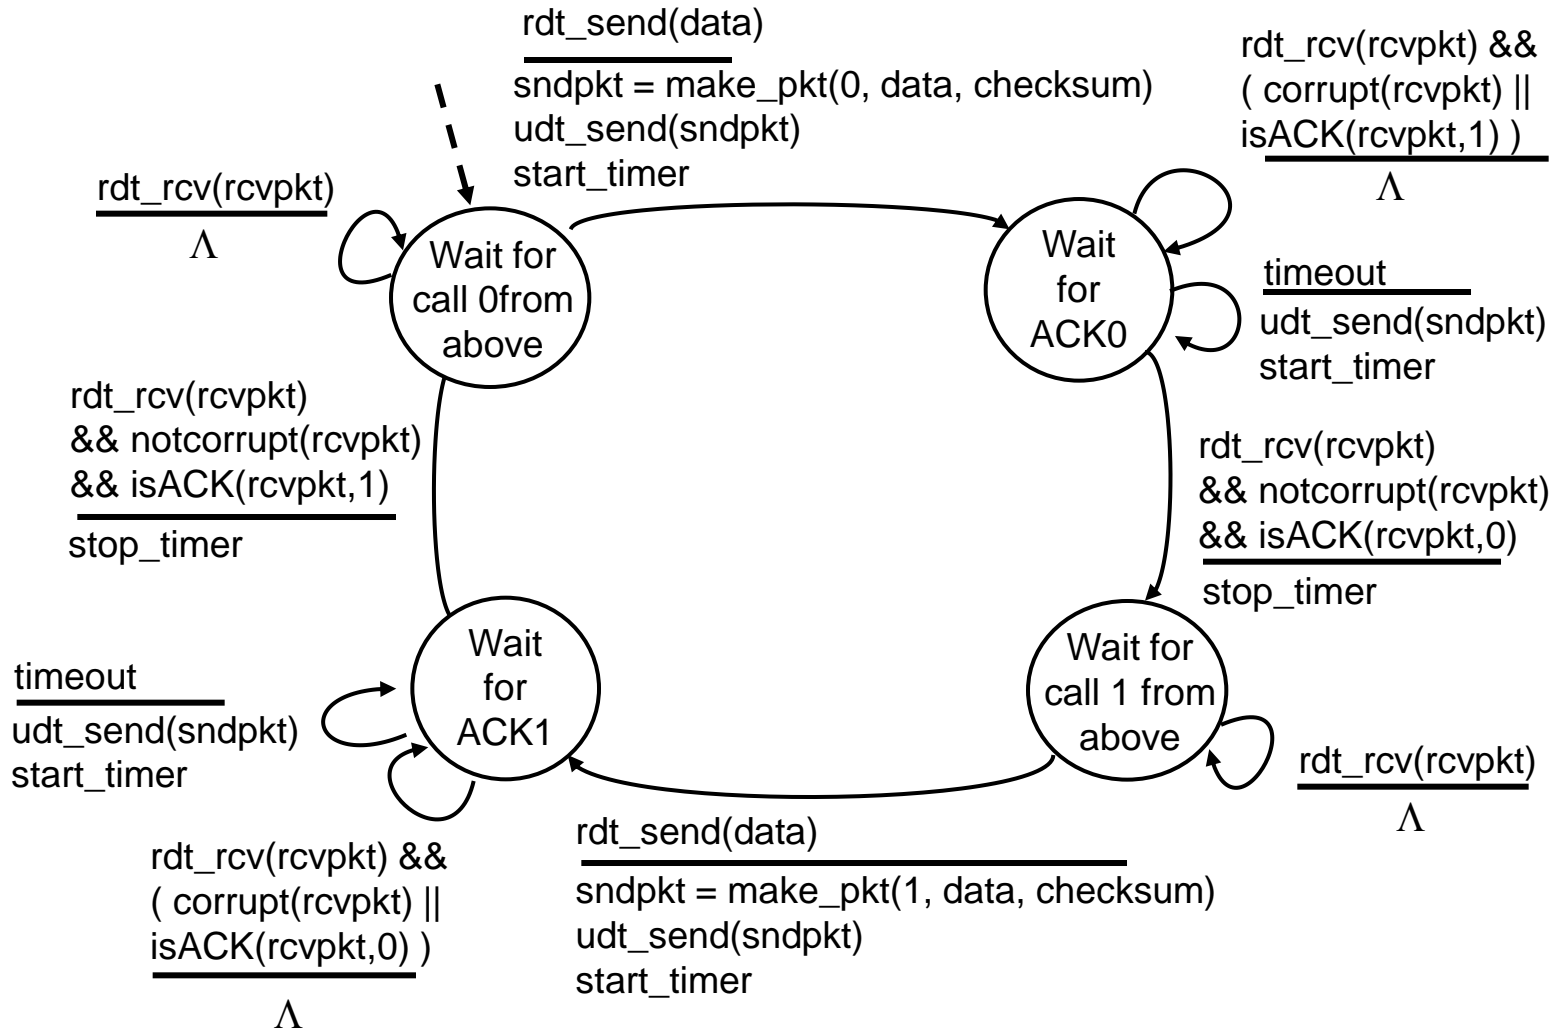 rdt_send(data)
sndpkt = make_pkt(0, data, checksum)
udt_send(sndpkt)
start_timer
rdt_rcv(rcvpkt) &&
( corrupt(rcvpkt) ||
isACK(rcvpkt,1) )
Λ
rdt_rcv(rcvpkt)
Λ
Wait for
call 0from
above
Wait
for
ACK0
timeout
udt_send(sndpkt)
start_timer
rdt_rcv(rcvpkt)
&& notcorrupt(rcvpkt)
&& isACK(rcvpkt,1)
stop_timer
rdt_rcv(rcvpkt)
&& notcorrupt(rcvpkt)
&& isACK(rcvpkt,0)
stop_timer
timeout
udt_send(sndpkt)
start_timer
Wait
for
ACK1
Wait for
call 1 from
above
rdt_rcv(rcvpkt)
Λ
rdt_rcv(rcvpkt) &&
( corrupt(rcvpkt) ||
isACK(rcvpkt,0) )
Λ
rdt_send(data)
sndpkt = make_pkt(1, data, checksum)
udt_send(sndpkt)
start_timer